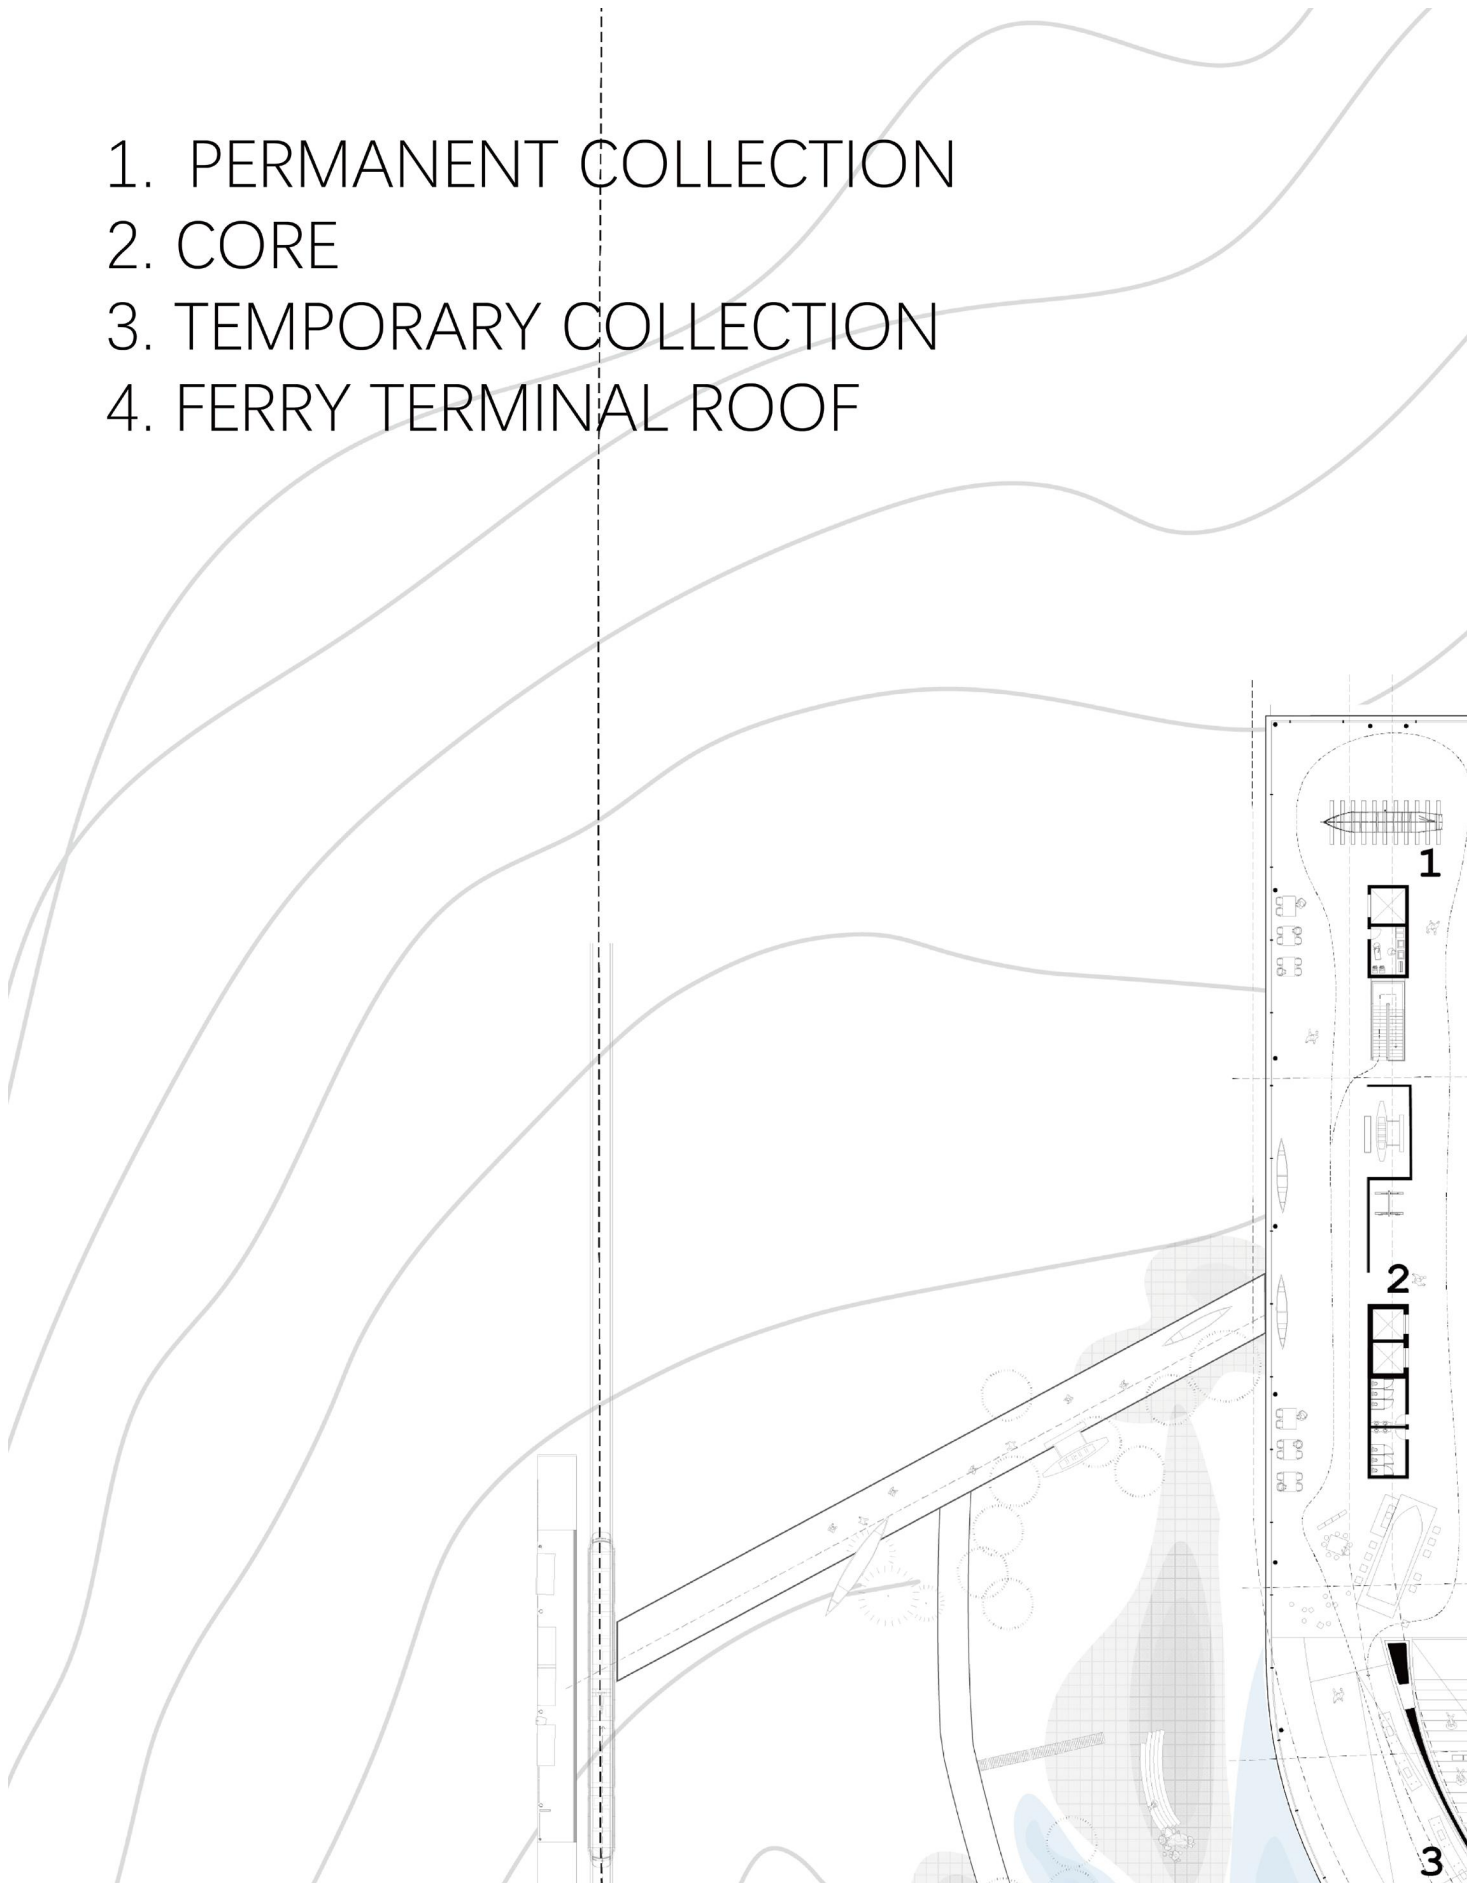 1. PERMANENT COLLECTION
2. CORE
3. TEMPORARY COLLECTION
4. FERRY TERMINAL ROOF
1
2
3